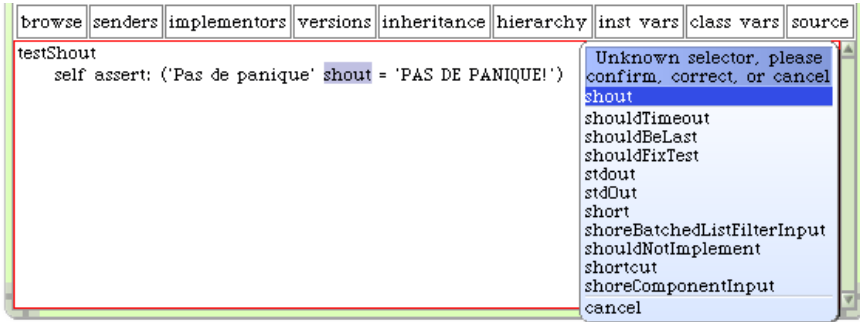 browse senders implementors versions inheritance hierarchy inst vars class vars source
testShout
self assert: ('Pas de panique' shout = 'PAS DE PANIQUE!')
Unknown selector, please
confirm, correct, or cancel
shout
shouldTimeout
shouldBeLast
shouldFixTest
stdout
stdOut
short
shoreBatchedListFilterInput
shouldNotImplement
shortcut
shoreComponentInput
cancel